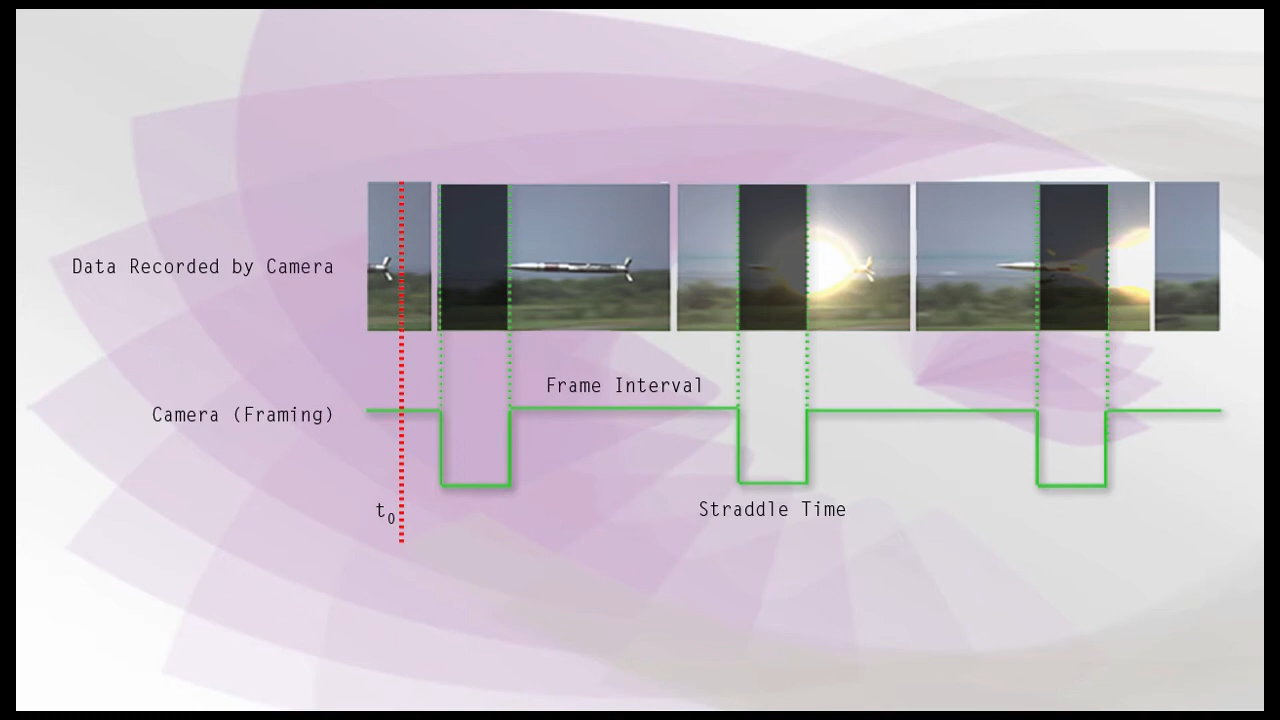 Data Recorded by Camera
Frame Interval
Camera (Framing)
t₀
Straddle Time